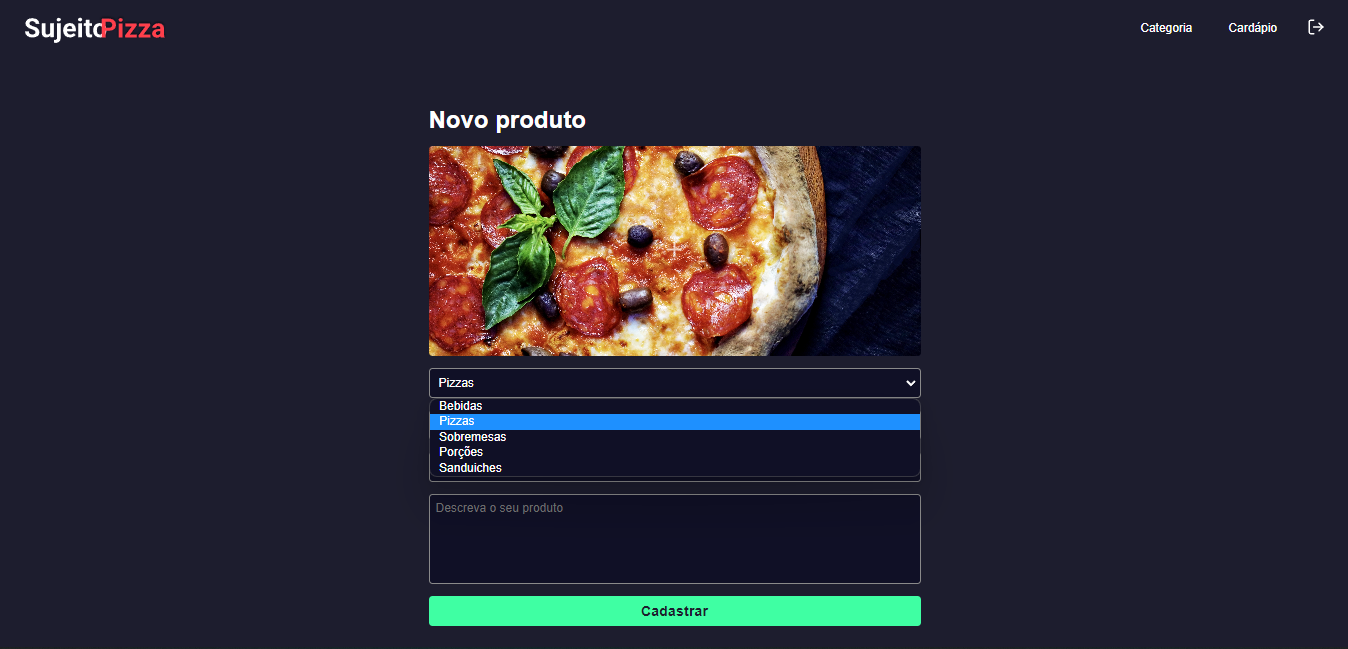 SujeitoPizza
Categoria
Cardápio
Novo produto
Pizzas
Bebidas
Pizzas
Sobremesas
Porções
Sanduiches
Descreva o seu produto
Cadastrar